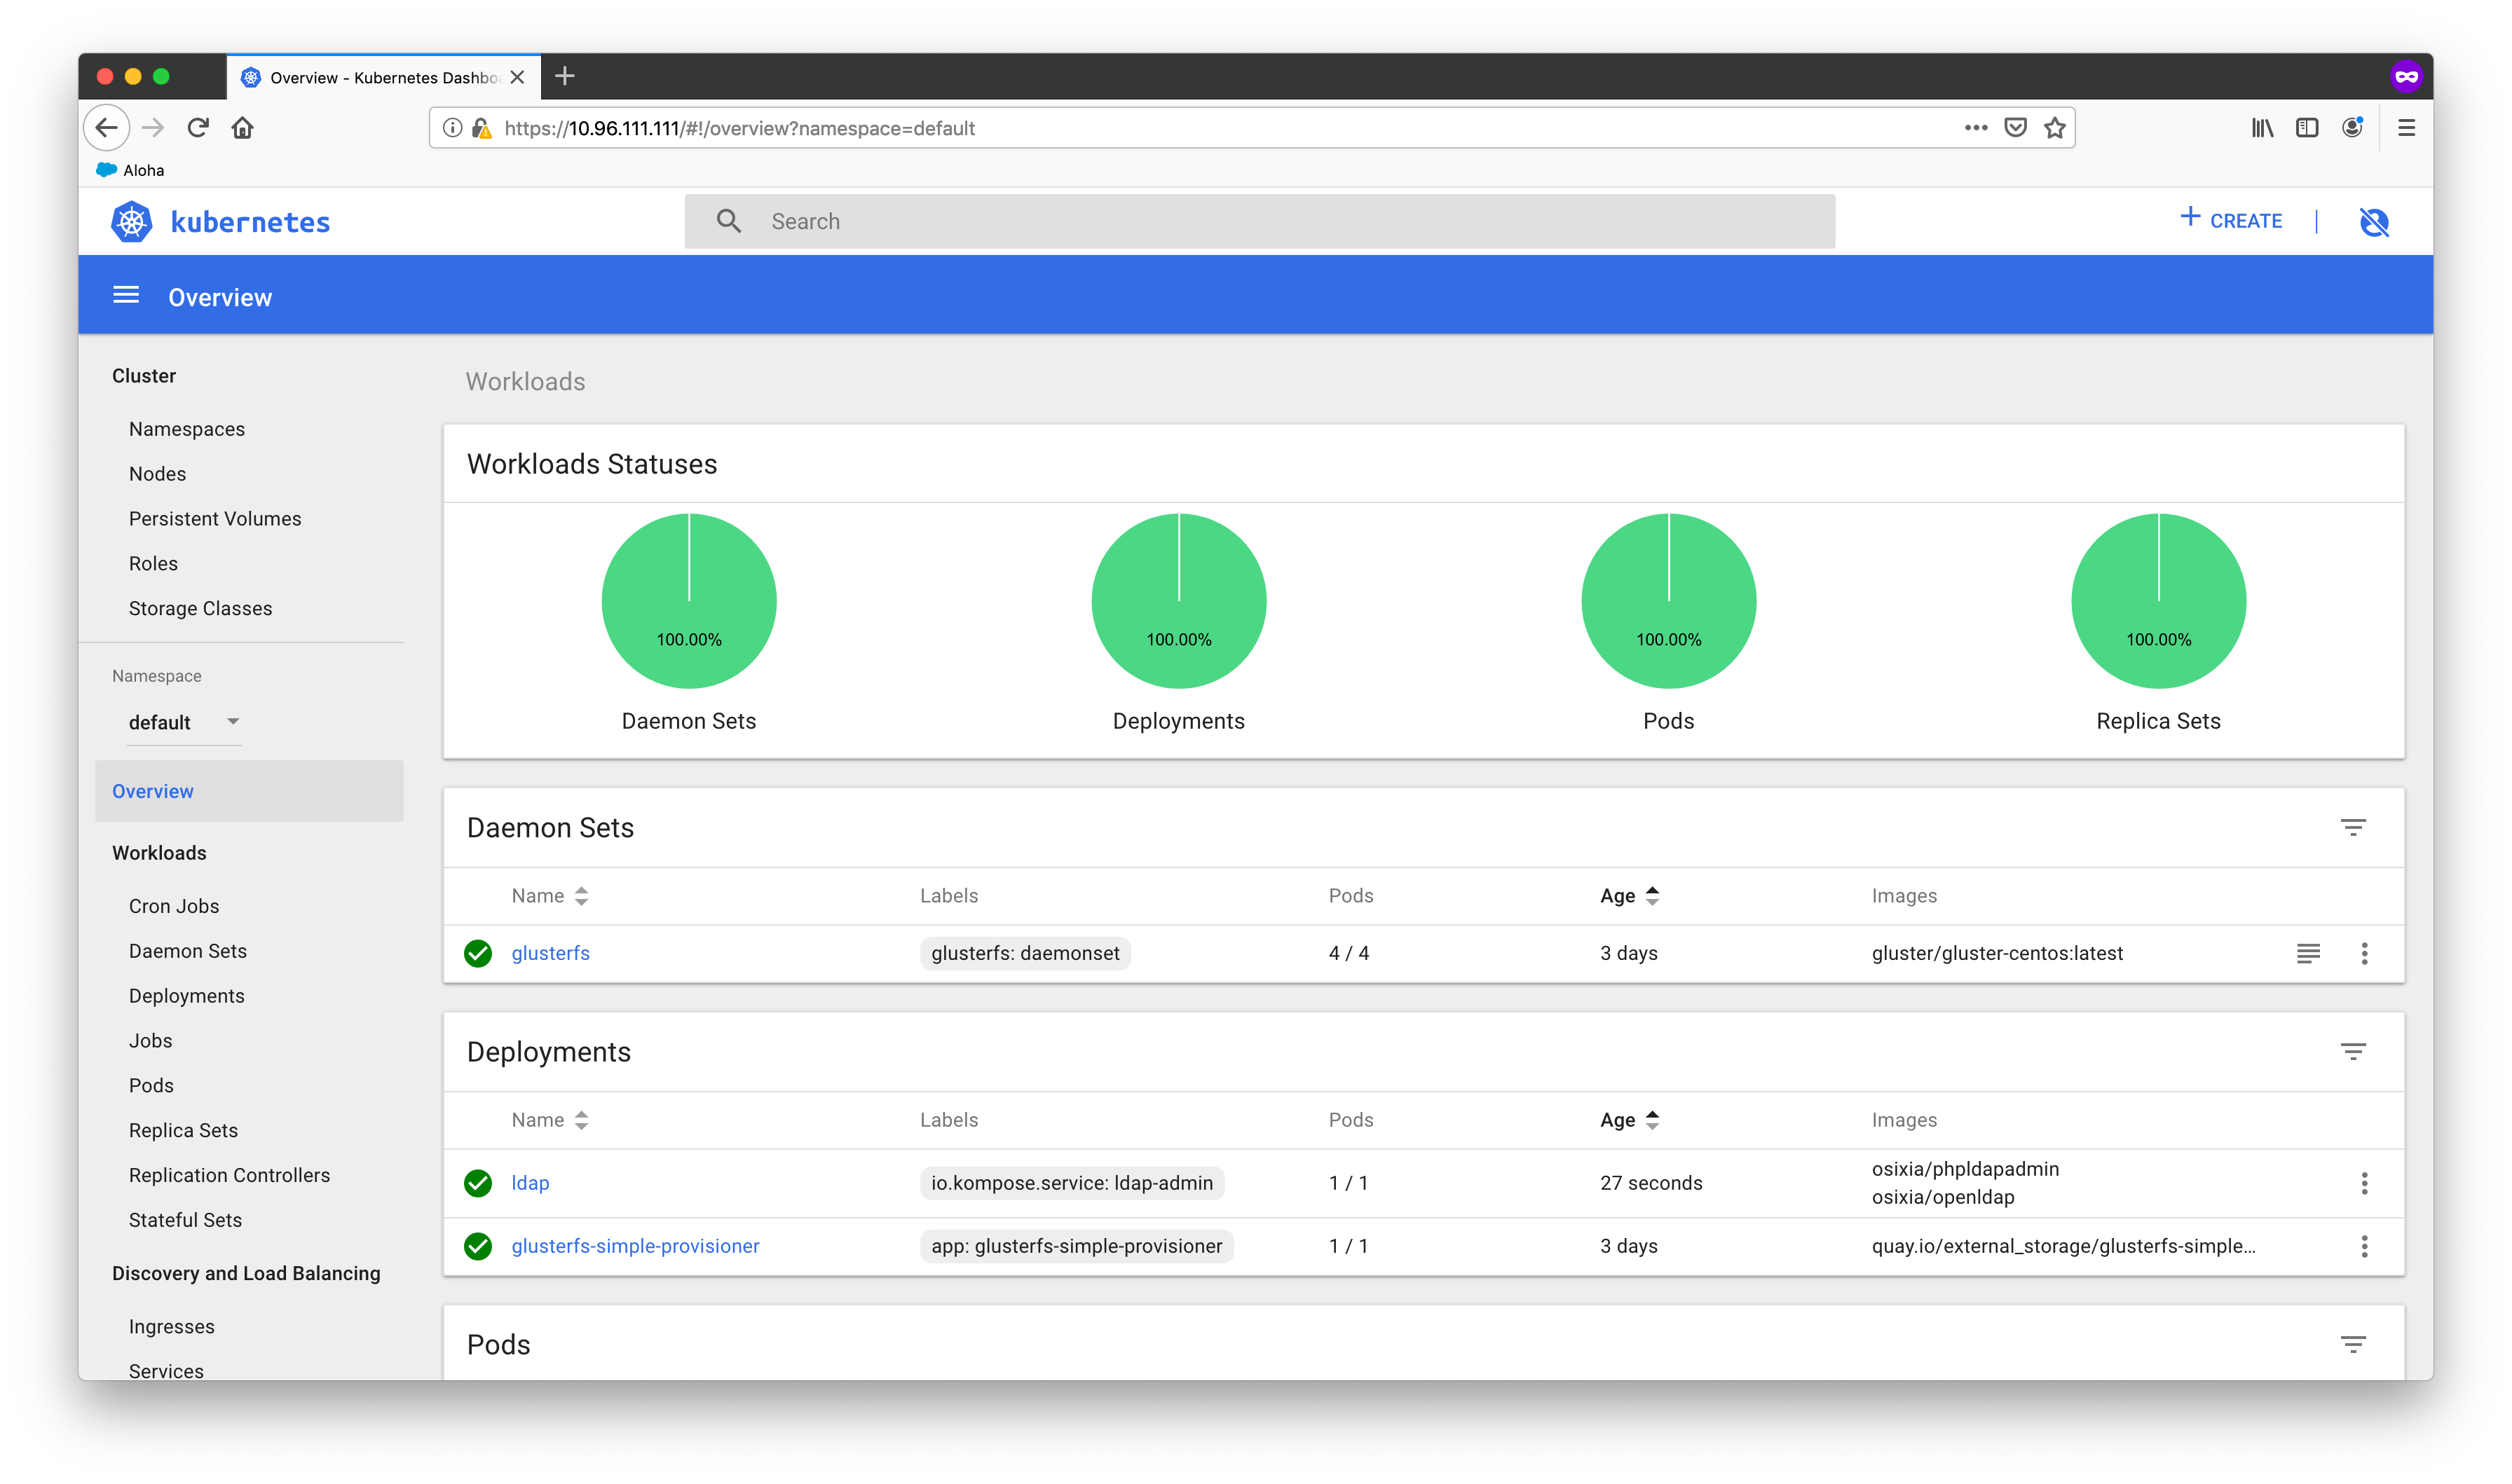 Overview - Kubernetes Dashbo
https://10.96.111.111/#!/overview?namespace=default
Aloha
kubernetes
Search
CREATE
Overview
Cluster
Namespaces
Nodes
Persistent Volumes
Roles
Storage Classes
Namespace
default
Overview
Workloads
Cron Jobs
Daemon Sets
Deployments
Jobs
Pods
Replica Sets
Replication Controllers
Stateful Sets
Discovery and Load Balancing
Ingresses
Services
Workloads
Workloads Statuses
100.00% 100.00% 100.00% 100.00%
Daemon Sets Deployments Pods Replica Sets
Daemon Sets
Name Labels Pods Age Images
glusterfs glusterfs: daemonset 4 / 4 3 days gluster/gluster-centos:latest
Deployments
Name Labels Pods Age Images
ldap io.kompose.service: ldap-admin 1 / 1 27 seconds osixia/phpldapadmin
osixia/openldap
glusterfs-simple-provisioner app: glusterfs-simple-provisioner 1 / 1 3 days quay.io/external_storage/glusterfs-simple...
Pods